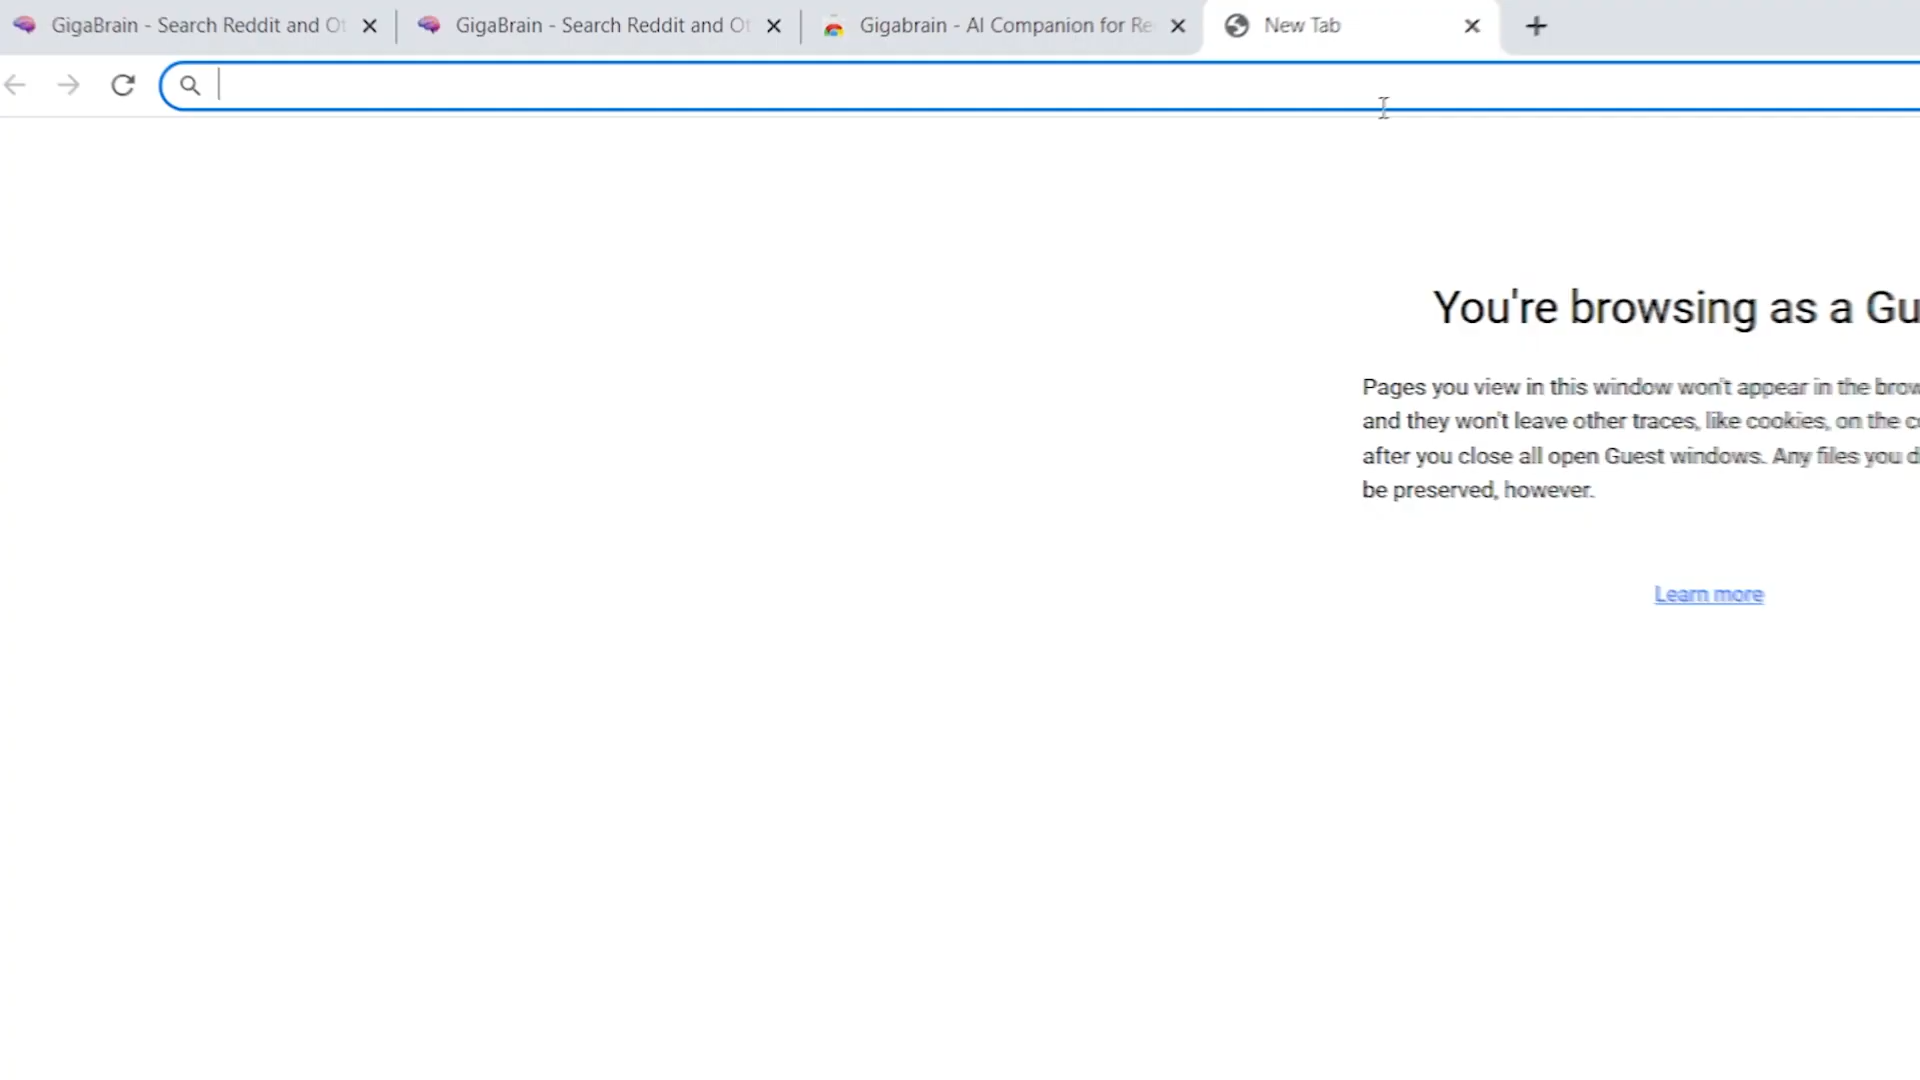 GigaBrain - Search Reddit and Ot
GigaBrain - Search Reddit and Ot
Gigabrain - AI Companion for Re
New Tab
You're browsing as a Gu
Pages you view in this window won't appear in the brow
and they won't leave other traces, like cookies, on the c
after you close all open Guest windows. Any files you d
be preserved, however.
Learn more